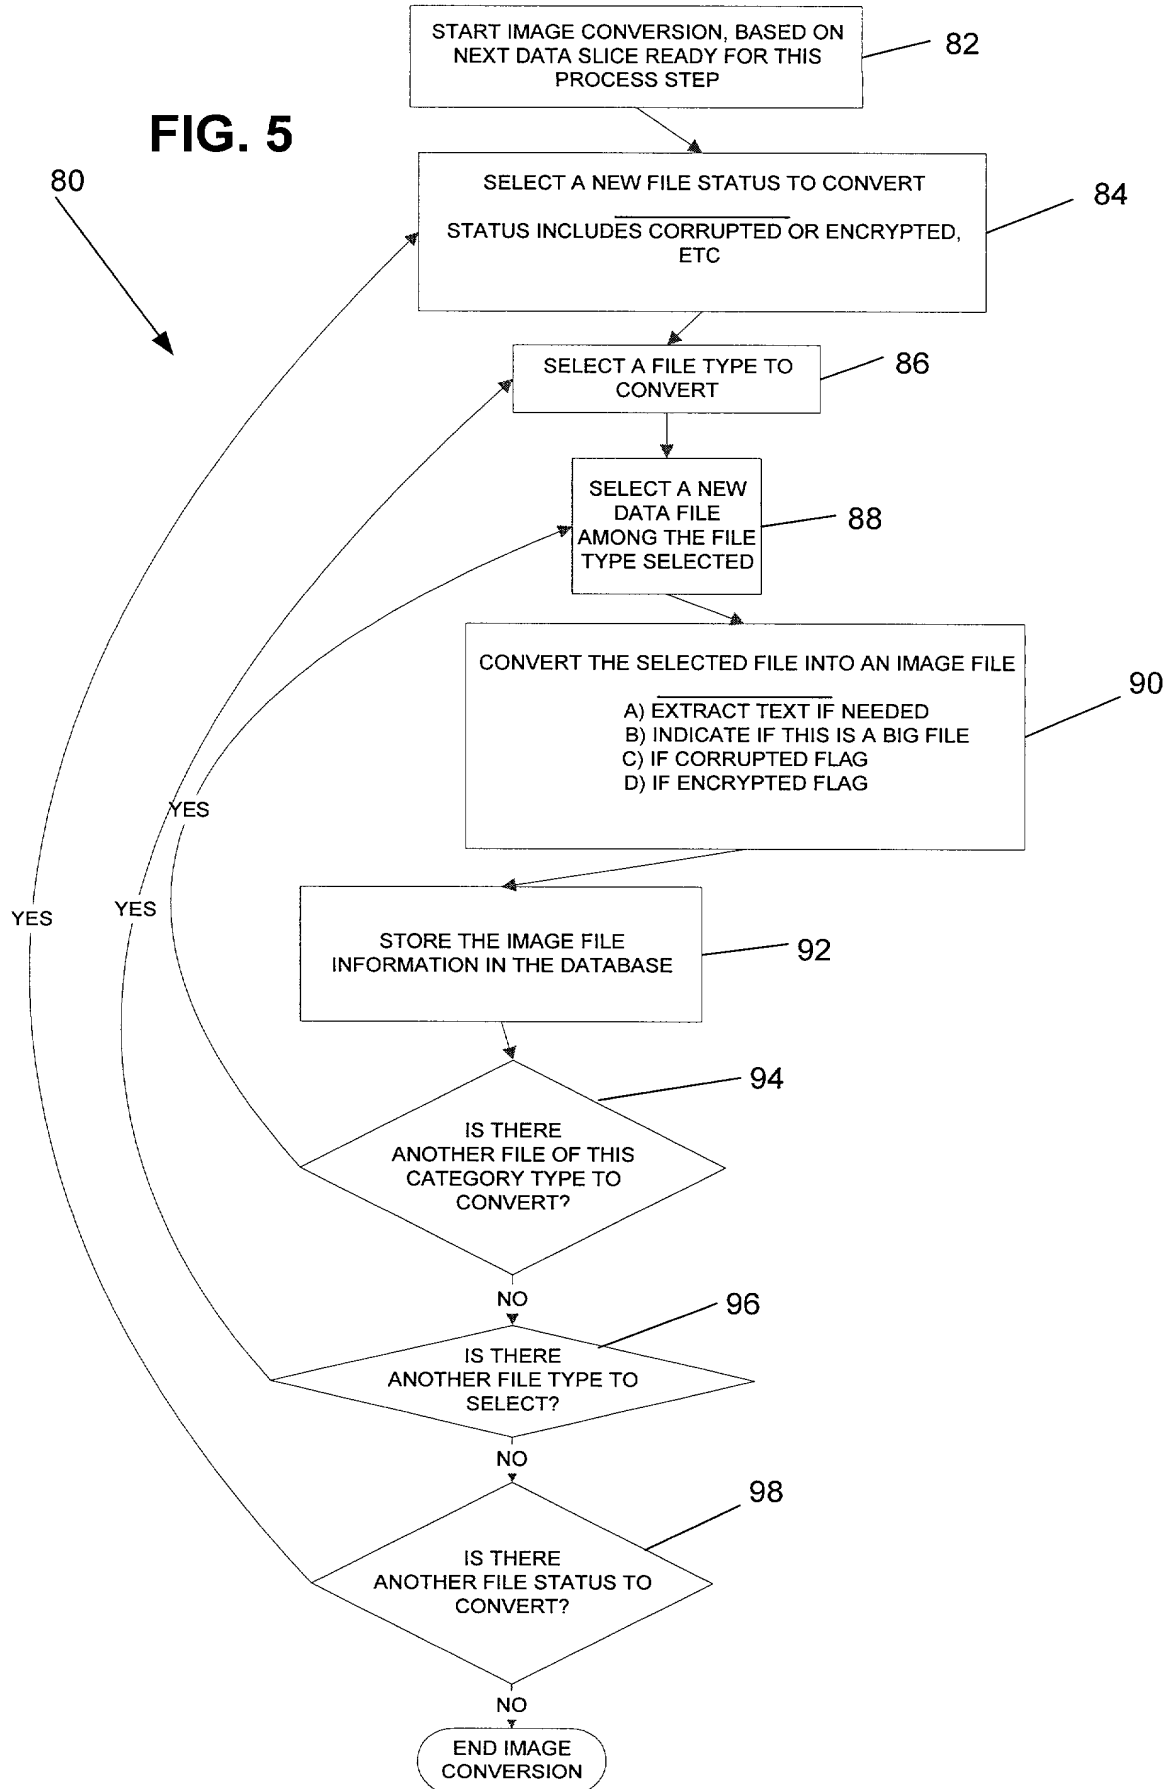 START IMAGE CONVERSION, BASED ON
NEXT DATA SLICE READY FOR THIS
PROCESS STEP
82
FIG. 5
80
SELECT A NEW FILE STATUS TO CONVERT
STATUS INCLUDES CORRUPTED OR ENCRYPTED,
ETC
84
SELECT A FILE TYPE TO
CONVERT
86
SELECT A NEW
DATA FILE
AMONG THE FILE
TYPE SELECTED
88
CONVERT THE SELECTED FILE INTO AN IMAGE FILE
A) EXTRACT TEXT IF NEEDED
B) INDICATE IF THIS IS A BIG FILE
C) IF CORRUPTED FLAG
D) IF ENCRYPTED FLAG
90
YES
YES
YES
STORE THE IMAGE FILE
INFORMATION IN THE DATABASE
92
94
IS THERE
ANOTHER FILE OF THIS
CATEGORY TYPE TO
CONVERT?
NO
96
IS THERE
ANOTHER FILE TYPE TO
SELECT?
NO
98
IS THERE
ANOTHER FILE STATUS TO
CONVERT?
NO
END IMAGE
CONVERSION